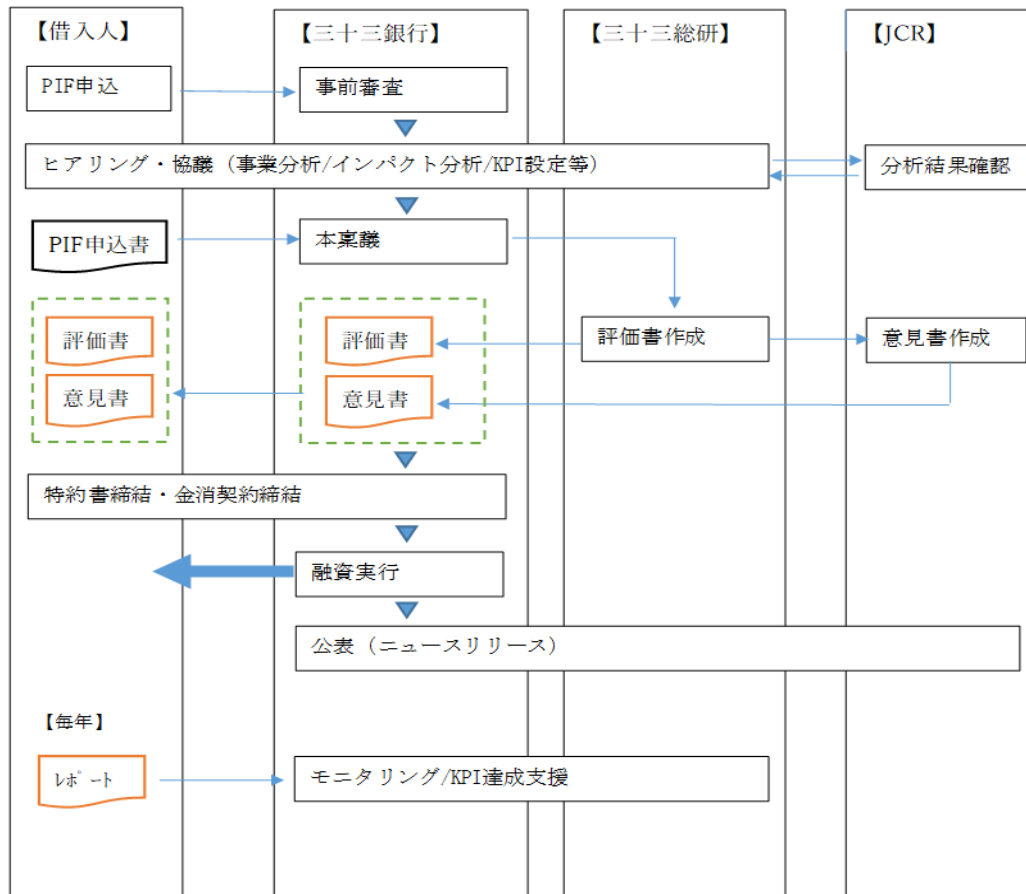 【借入人】
【三十三銀行】
【三十三総研】
【JCR】
PIF申込
事前審査
ヒアリング・協議（事業分析/インパクト分析/KPI設定等）
分析結果確認
PIF申込書
本稟議
評価書
評価書
評価書作成
意見書作成
意見書
意見書
特約書締結・金消契約締結
融資実行
公表（ニュースリリース）
【毎年】
ﾚﾎﾟｰﾄ
モニタリング/KPI達成支援